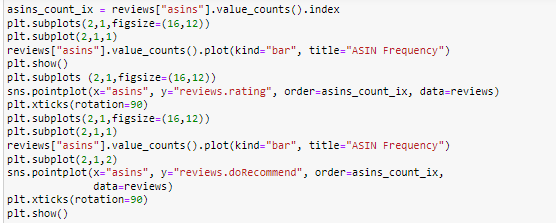 asins_count_ix = reviews["asins"].value_counts().index
plt.subplots(2,1,figsize=(16,12))
plt.subplot(2,1,1)
reviews["asins"].value_counts().plot(kind="bar", title="ASIN Frequency")
plt.show()
plt.subplots (2,1,figsize=(16,12))
sns.pointplot(x="asins", y="reviews.rating", order=asins_count_ix, data=reviews)
plt.xticks(rotation=90)
plt.subplots(2,1,figsize=(16,12))
plt.subplot(2,1,1)
reviews["asins"].value_counts().plot(kind="bar", title="ASIN Frequency")
plt.subplot(2,1,2)
sns.pointplot(x="asins", y="reviews.doRecommend", order=asins_count_ix,
              data=reviews)
plt.xticks(rotation=90)
plt.show()